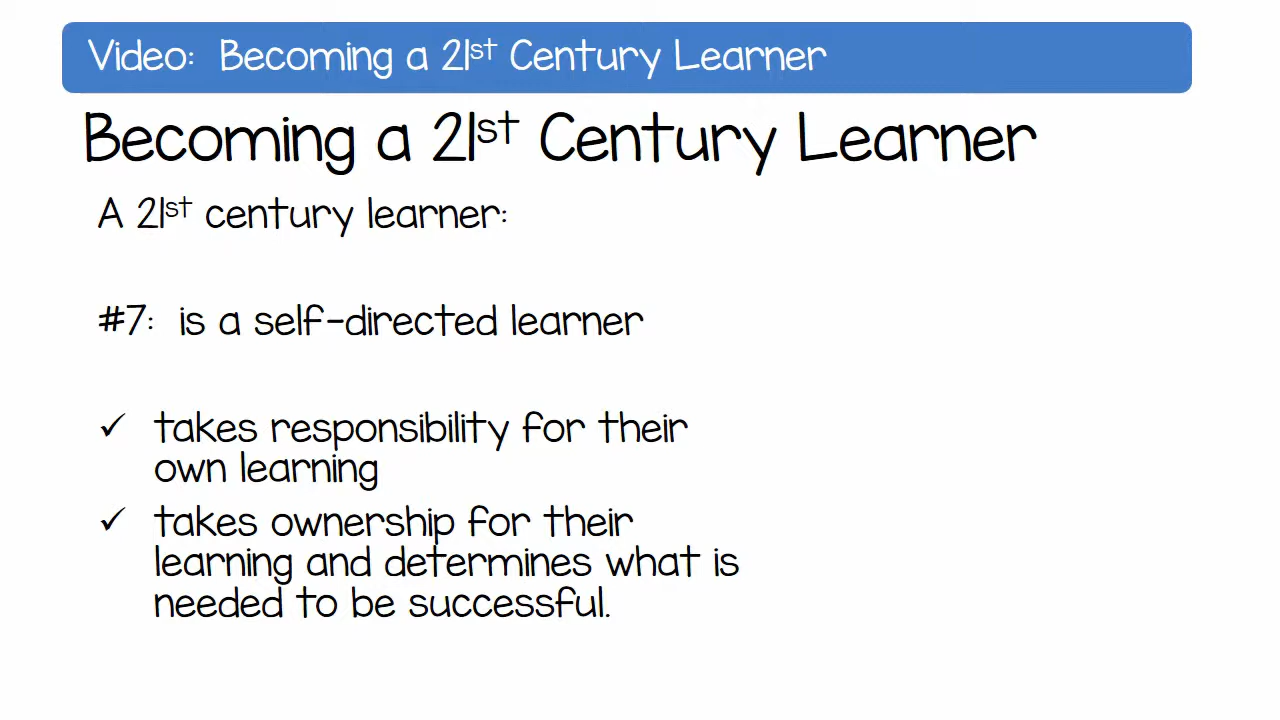 Video: Becoming a 21st Century Learner
Becoming a 21st Century Learner
A 21st century learner:
#7: is a self-directed learner
✓ takes responsibility for their
own learning
✓ takes ownership for their
learning and determines what is
needed to be successful.